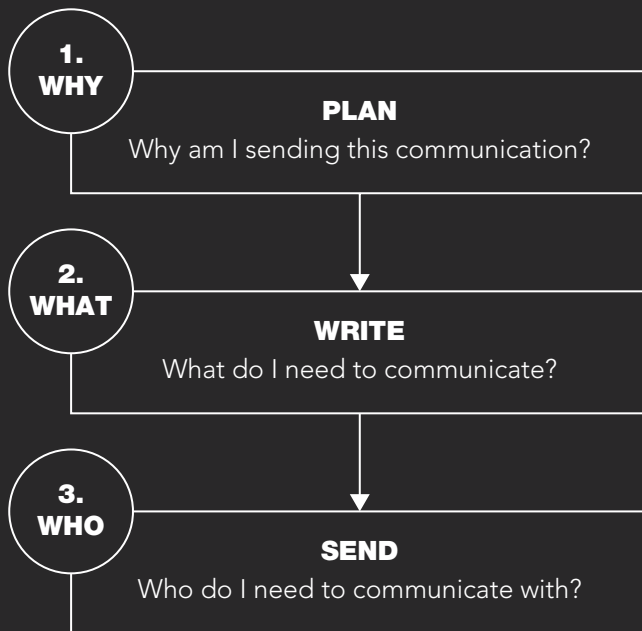 1.
WHY
PLAN
Why am I sending this communication?
2.
WHAT
WRITE
What do I need to communicate?
3.
WHO
SEND
Who do I need to communicate with?